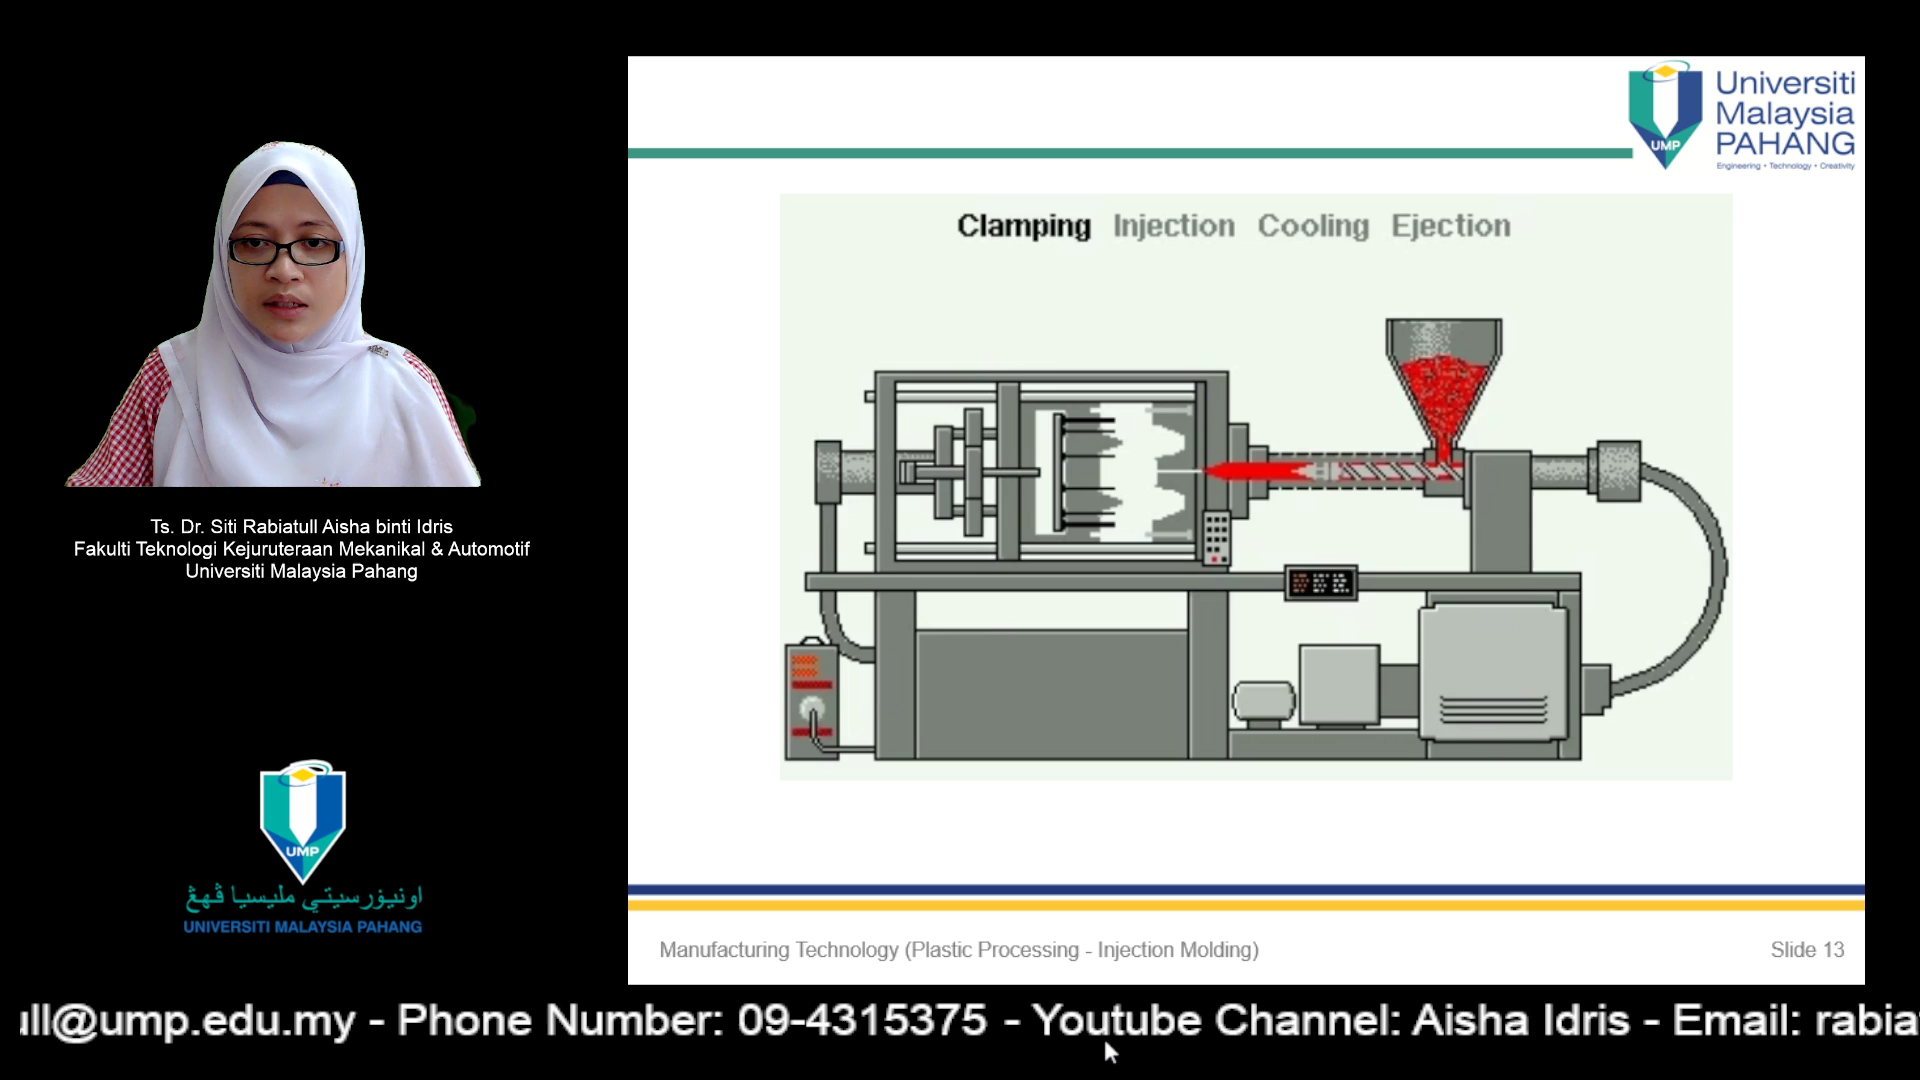 Universiti
Malaysia
PAHANG
Engineering • Technology • Creativity
UMP
Clamping Injection Cooling Ejection
Ts. Dr. Siti Rabiatull Aisha binti Idris
Fakulti Teknologi Kejuruteraan Mekanikal & Automotif
Universiti Malaysia Pahang
UMP
اونيۏرسيتي مليسيا ڤهڠ
UNIVERSITI MALAYSIA PAHANG
Manufacturing Technology (Plastic Processing - Injection Molding)
Slide 13
ull@ump.edu.my - Phone Number: 09-4315375 - Youtube Channel: Aisha Idris - Email: rabia